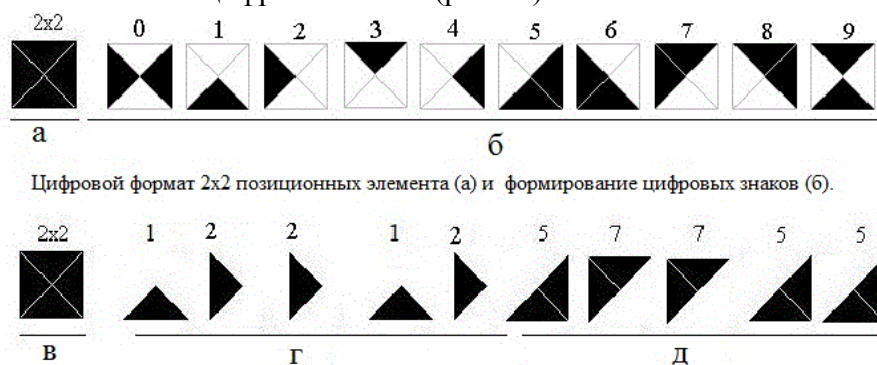 2x2 0 1 2 3 4 5 6 7 8 9
а б
Цифровой формат 2x2 позиционных элемента (а) и формирование цифровых знаков (б).
2x2 1 2 2 1 2 5 7 7 5 5
в г д